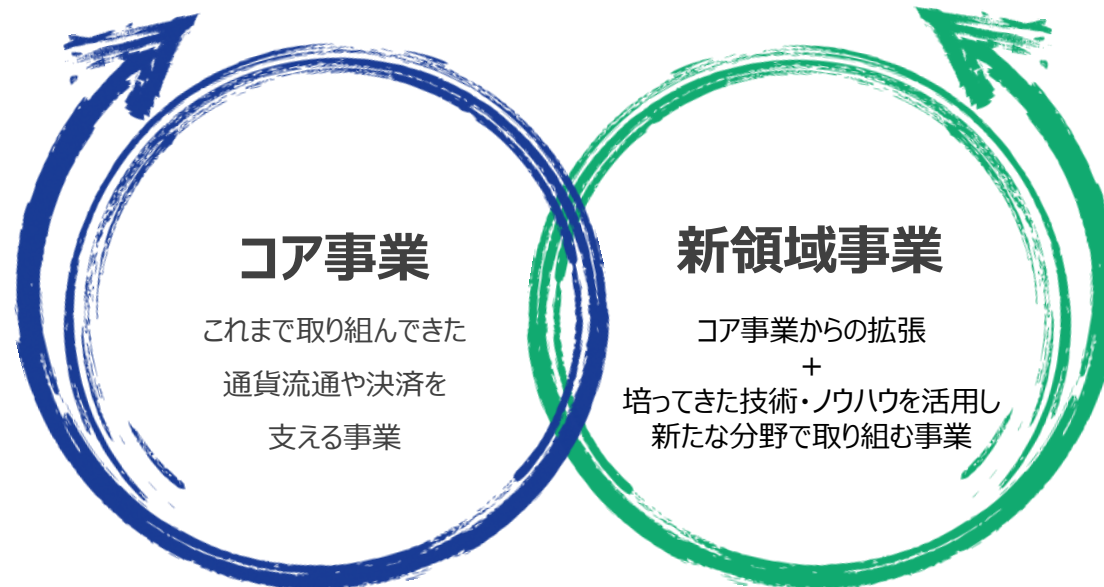 コア事業
これまで取り組んできた
通貨流通や決済を
支える事業
新領域事業
コア事業からの拡張
+
培ってきた技術・ノウハウを活用し
新たな分野で取り組む事業